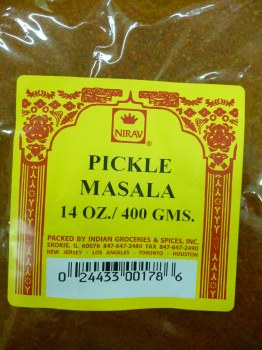 NIRAV
®
PICKLE
MASALA
14 OZ./ 400 GMS.
PACKED BY INDIAN GROCERIES & SPICES, INC.
SKOKIE, IL 60076 847-647-2480 FAX 847-647-2490
NEW JERSEY · LOS ANGELES · TORONTO · HOUSTON
0 24433 00178 6